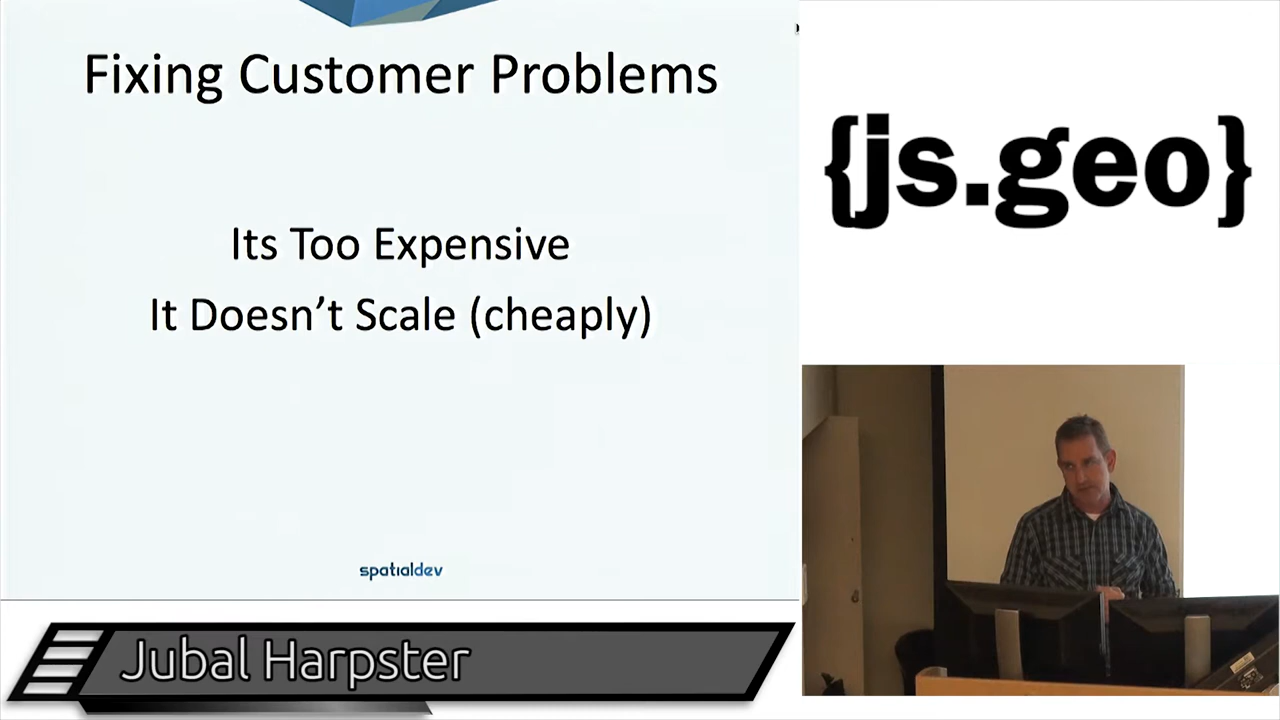 Fixing Customer Problems
Its Too Expensive
It Doesn’t Scale (cheaply)
spatialdev
{js.geo}
Jubal Harpster